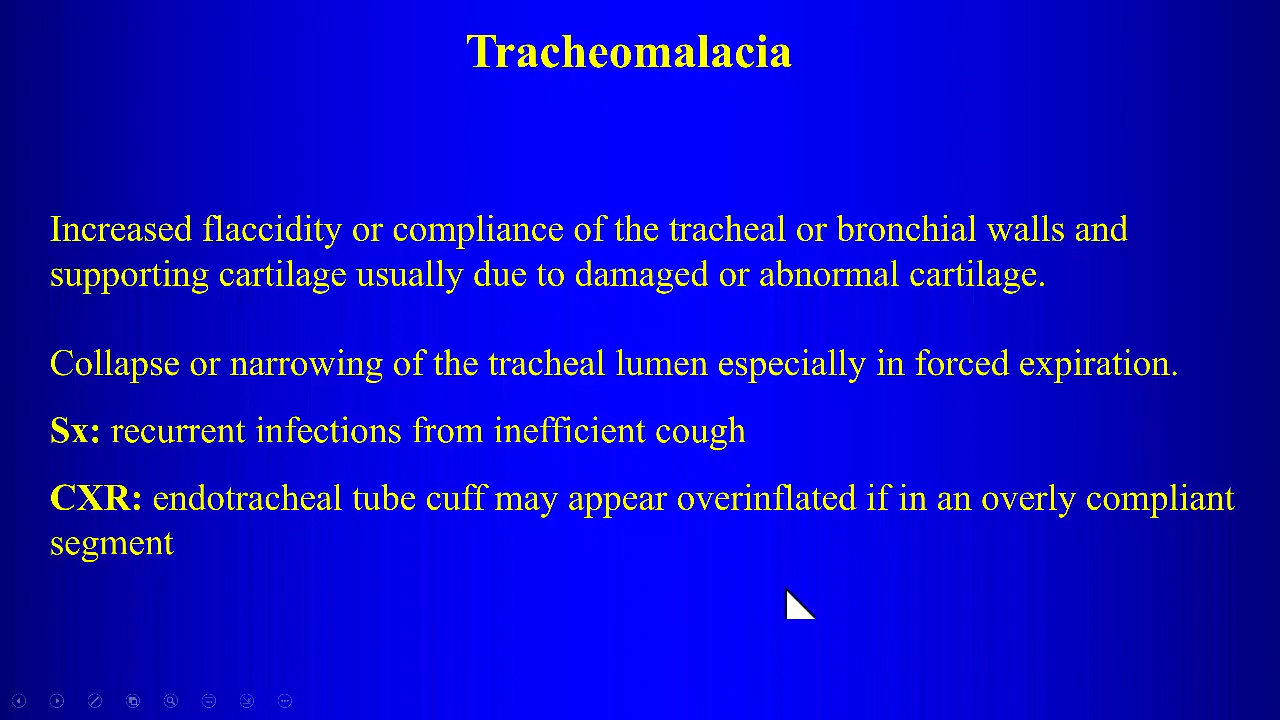 Tracheomalacia
Increased flaccidity or compliance of the tracheal or bronchial walls and
supporting cartilage usually due to damaged or abnormal cartilage.
Collapse or narrowing of the tracheal lumen especially in forced expiration.
Sx: recurrent infections from inefficient cough
CXR: endotracheal tube cuff may appear overinflated if in an overly compliant
segment